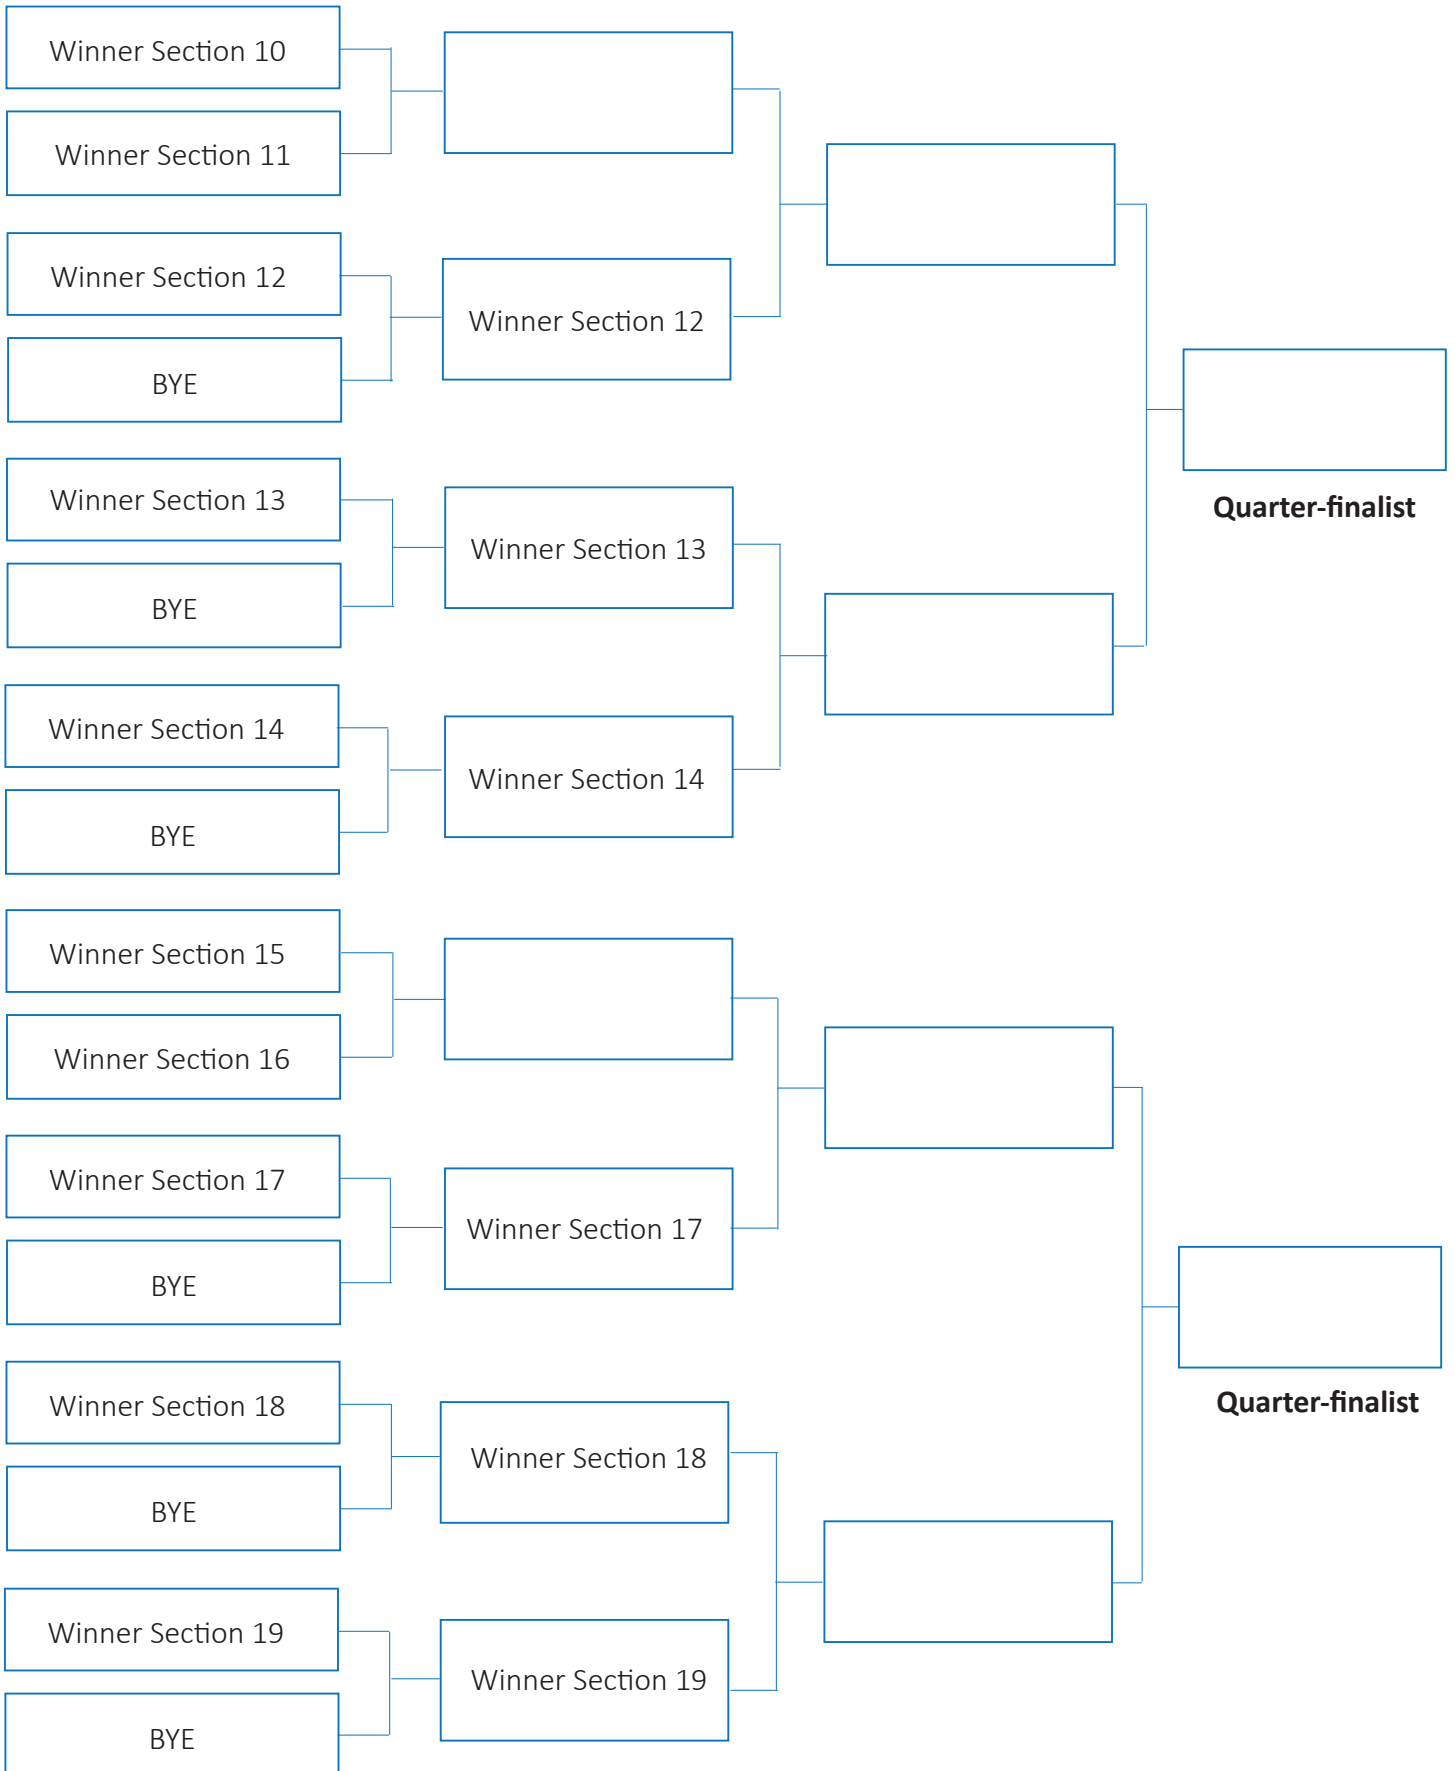 Winner Section 10
Winner Section 11
Winner Section 12
BYE
Winner Section 12
Winner Section 13
BYE
Winner Section 13
Quarter-finalist
Winner Section 14
BYE
Winner Section 14
Winner Section 15
Winner Section 16
Winner Section 17
BYE
Winner Section 17
Winner Section 18
BYE
Winner Section 18
Quarter-finalist
Winner Section 19
BYE
Winner Section 19